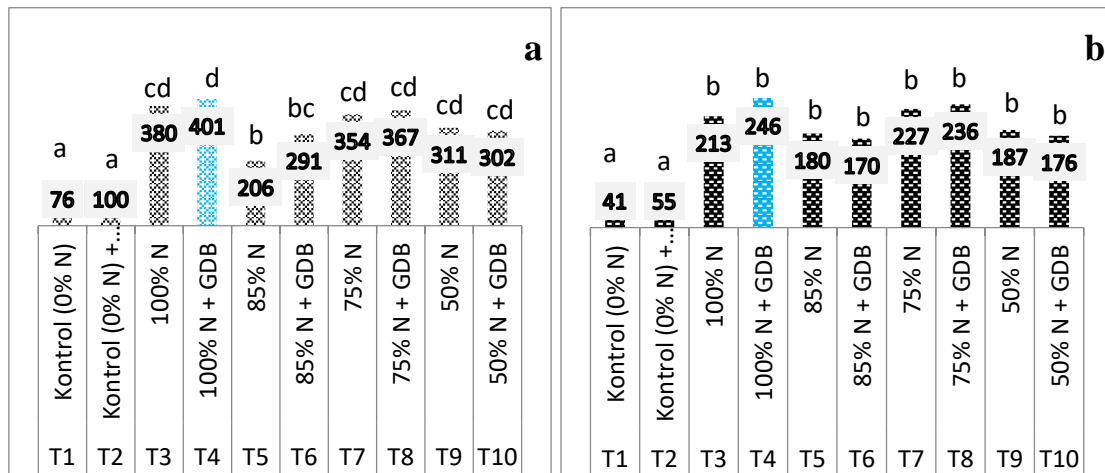 a
a a cd d b bc cd cd cd cd
76 100 380 401 206 291 354 367 311 302
Kontrol (0% N)
Kontrol (0% N) +...
100% N
100% N + GDB
85% N
85% N + GDB
75% N
75% N + GDB
50% N
50% N + GDB
T1 T2 T3 T4 T5 T6 T7 T8 T9 T10
b
a a b b b b b b b b
41 55 213 246 180 170 227 236 187 176
Kontrol (0% N)
Kontrol (0% N) +...
100% N
100% N + GDB
85% N
85% N + GDB
75% N
75% N + GDB
50% N
50% N + GDB
T1 T2 T3 T4 T5 T6 T7 T8 T9 T10